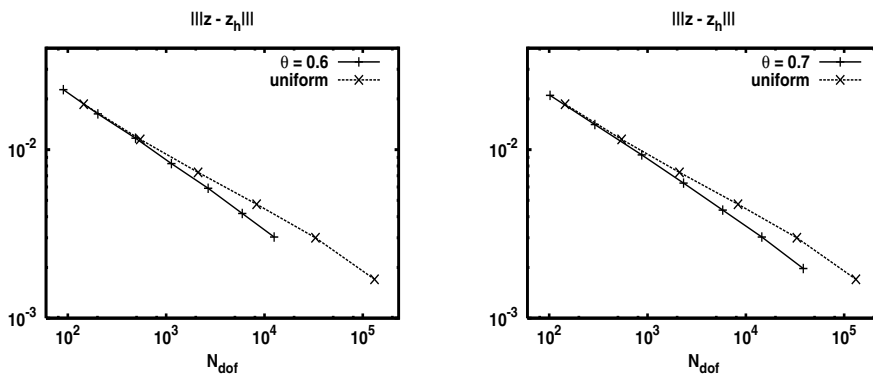 |||z - z_h|||
θ = 0.6
uniform
10^-2
10^-3
10^2 10^3 10^4 10^5
N_dof
|||z - z_h|||
θ = 0.7
uniform
10^-2
10^-3
10^2 10^3 10^4 10^5
N_dof